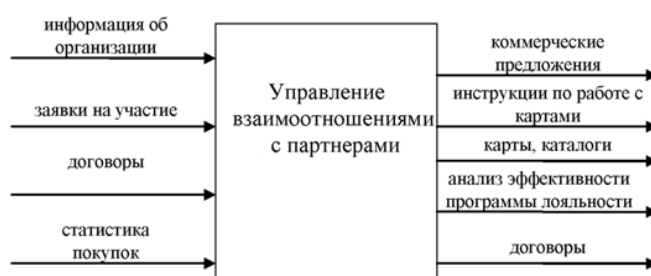 информация об
организации
заявки на участие
договоры
статистика
покупок
Управление
взаимоотношениями
с партнерами
коммерческие
предложения
инструкции по работе с
картами
карты, каталоги
анализ эффективности
программы лояльности
договоры